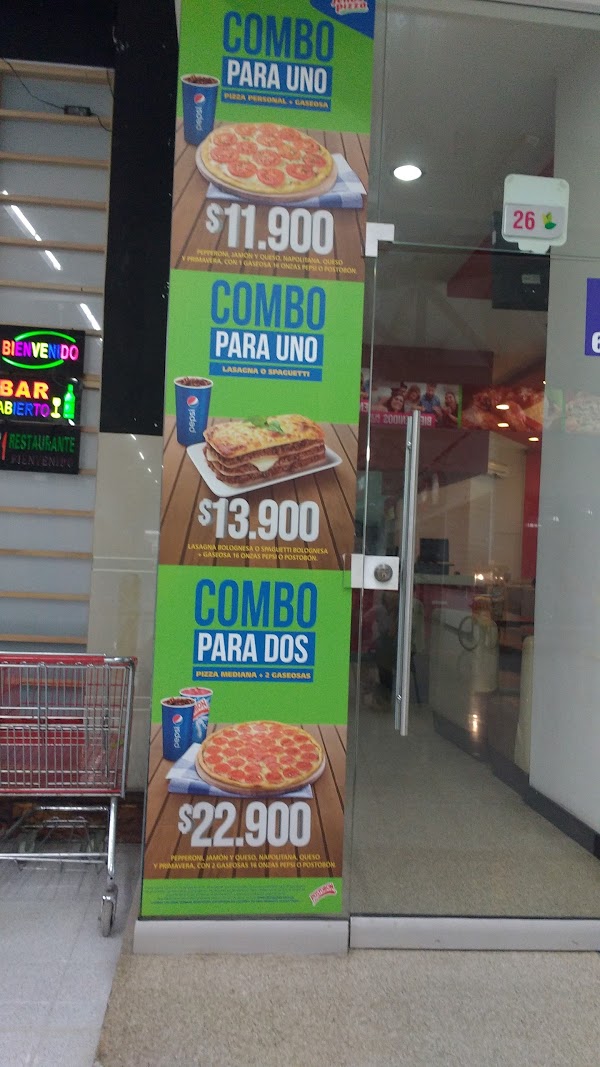 pizza
COMBO
PARA UNO
PIZZA PERSONAL + GASEOSA
pepsi
$11.900
PEPPERONI, JAMÓN Y QUESO, NAPOLITANA, QUESO
Y PRIMAVERA, CON 1 GASEOSA 16 ONZAS PEPSI O POSTOBÓN.
COMBO
PARA UNO
LASAGNA O SPAGUETTI
pepsi
$13.900
LASAGNA BOLOGNESA O SPAGUETTI BOLOGNESA
+ GASEOSA 16 ONZAS PEPSI O POSTOBÓN.
COMBO
PARA DOS
PIZZA MEDIANA + 2 GASEOSAS
pepsi
$22.900
PEPPERONI, JAMÓN Y QUESO, NAPOLITANA, QUESO
Y PRIMAVERA, CON 2 GASEOSAS 16 ONZAS PEPSI O POSTOBÓN
BIENVENIDO
BAR
ABIERTO
RESTAURANTE
BIENVENIDO
26
6